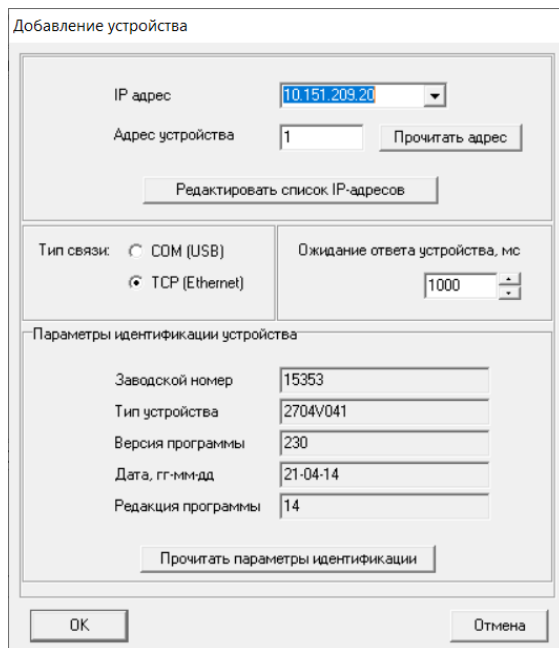 Добавление устройства
IP адрес 10.151.209.20
Адрес устройства 1 Прочитать адрес
Редактировать список IP-адресов
Тип связи: COM (USB) Ожидание ответа устройства, мс
TCP (Ethernet) 1000
Параметры идентификации устройства
Заводской номер 15353
Тип устройства 2704V041
Версия программы 230
Дата, гг-мм-дд 21-04-14
Редакция программы 14
Прочитать параметры идентификации
OK Отмена